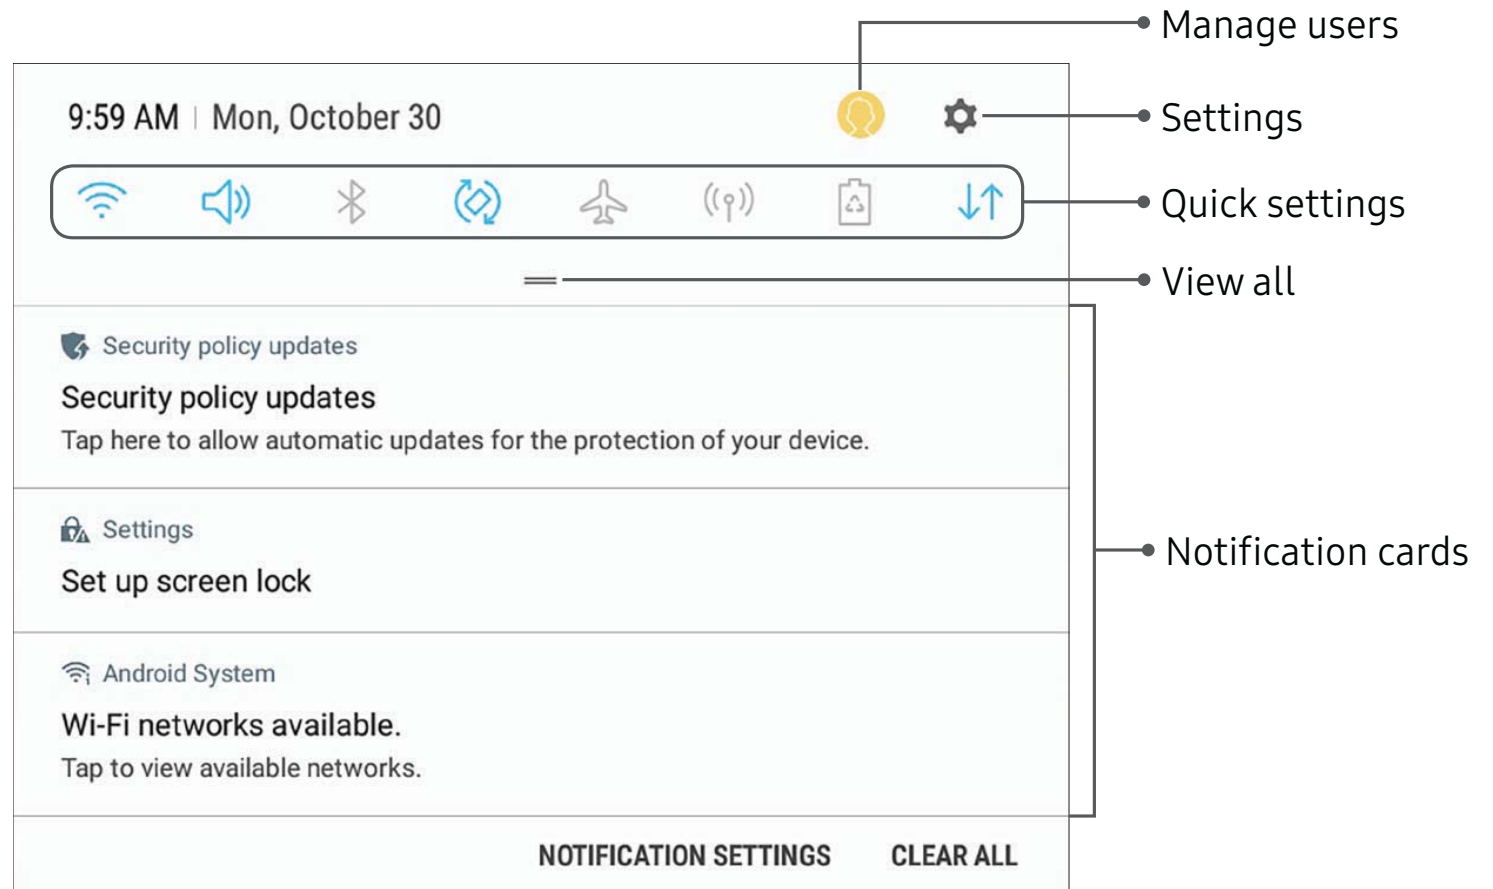 Manage users
9:59 AM | Mon, October 30
Settings
Quick settings
View all
Security policy updates
Security policy updates
Tap here to allow automatic updates for the protection of your device.
Settings
Set up screen lock
Notification cards
Android System
Wi-Fi networks available.
Tap to view available networks.
NOTIFICATION SETTINGS CLEAR ALL